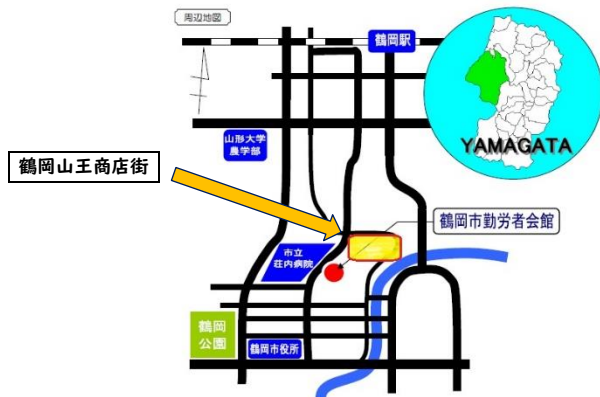 周辺地図
鶴岡駅
山形大学
農学部
YAMAGATA
鶴岡山王商店街
鶴岡市勤労者会館
市立
荘内病院
鶴岡
公園
鶴岡市役所